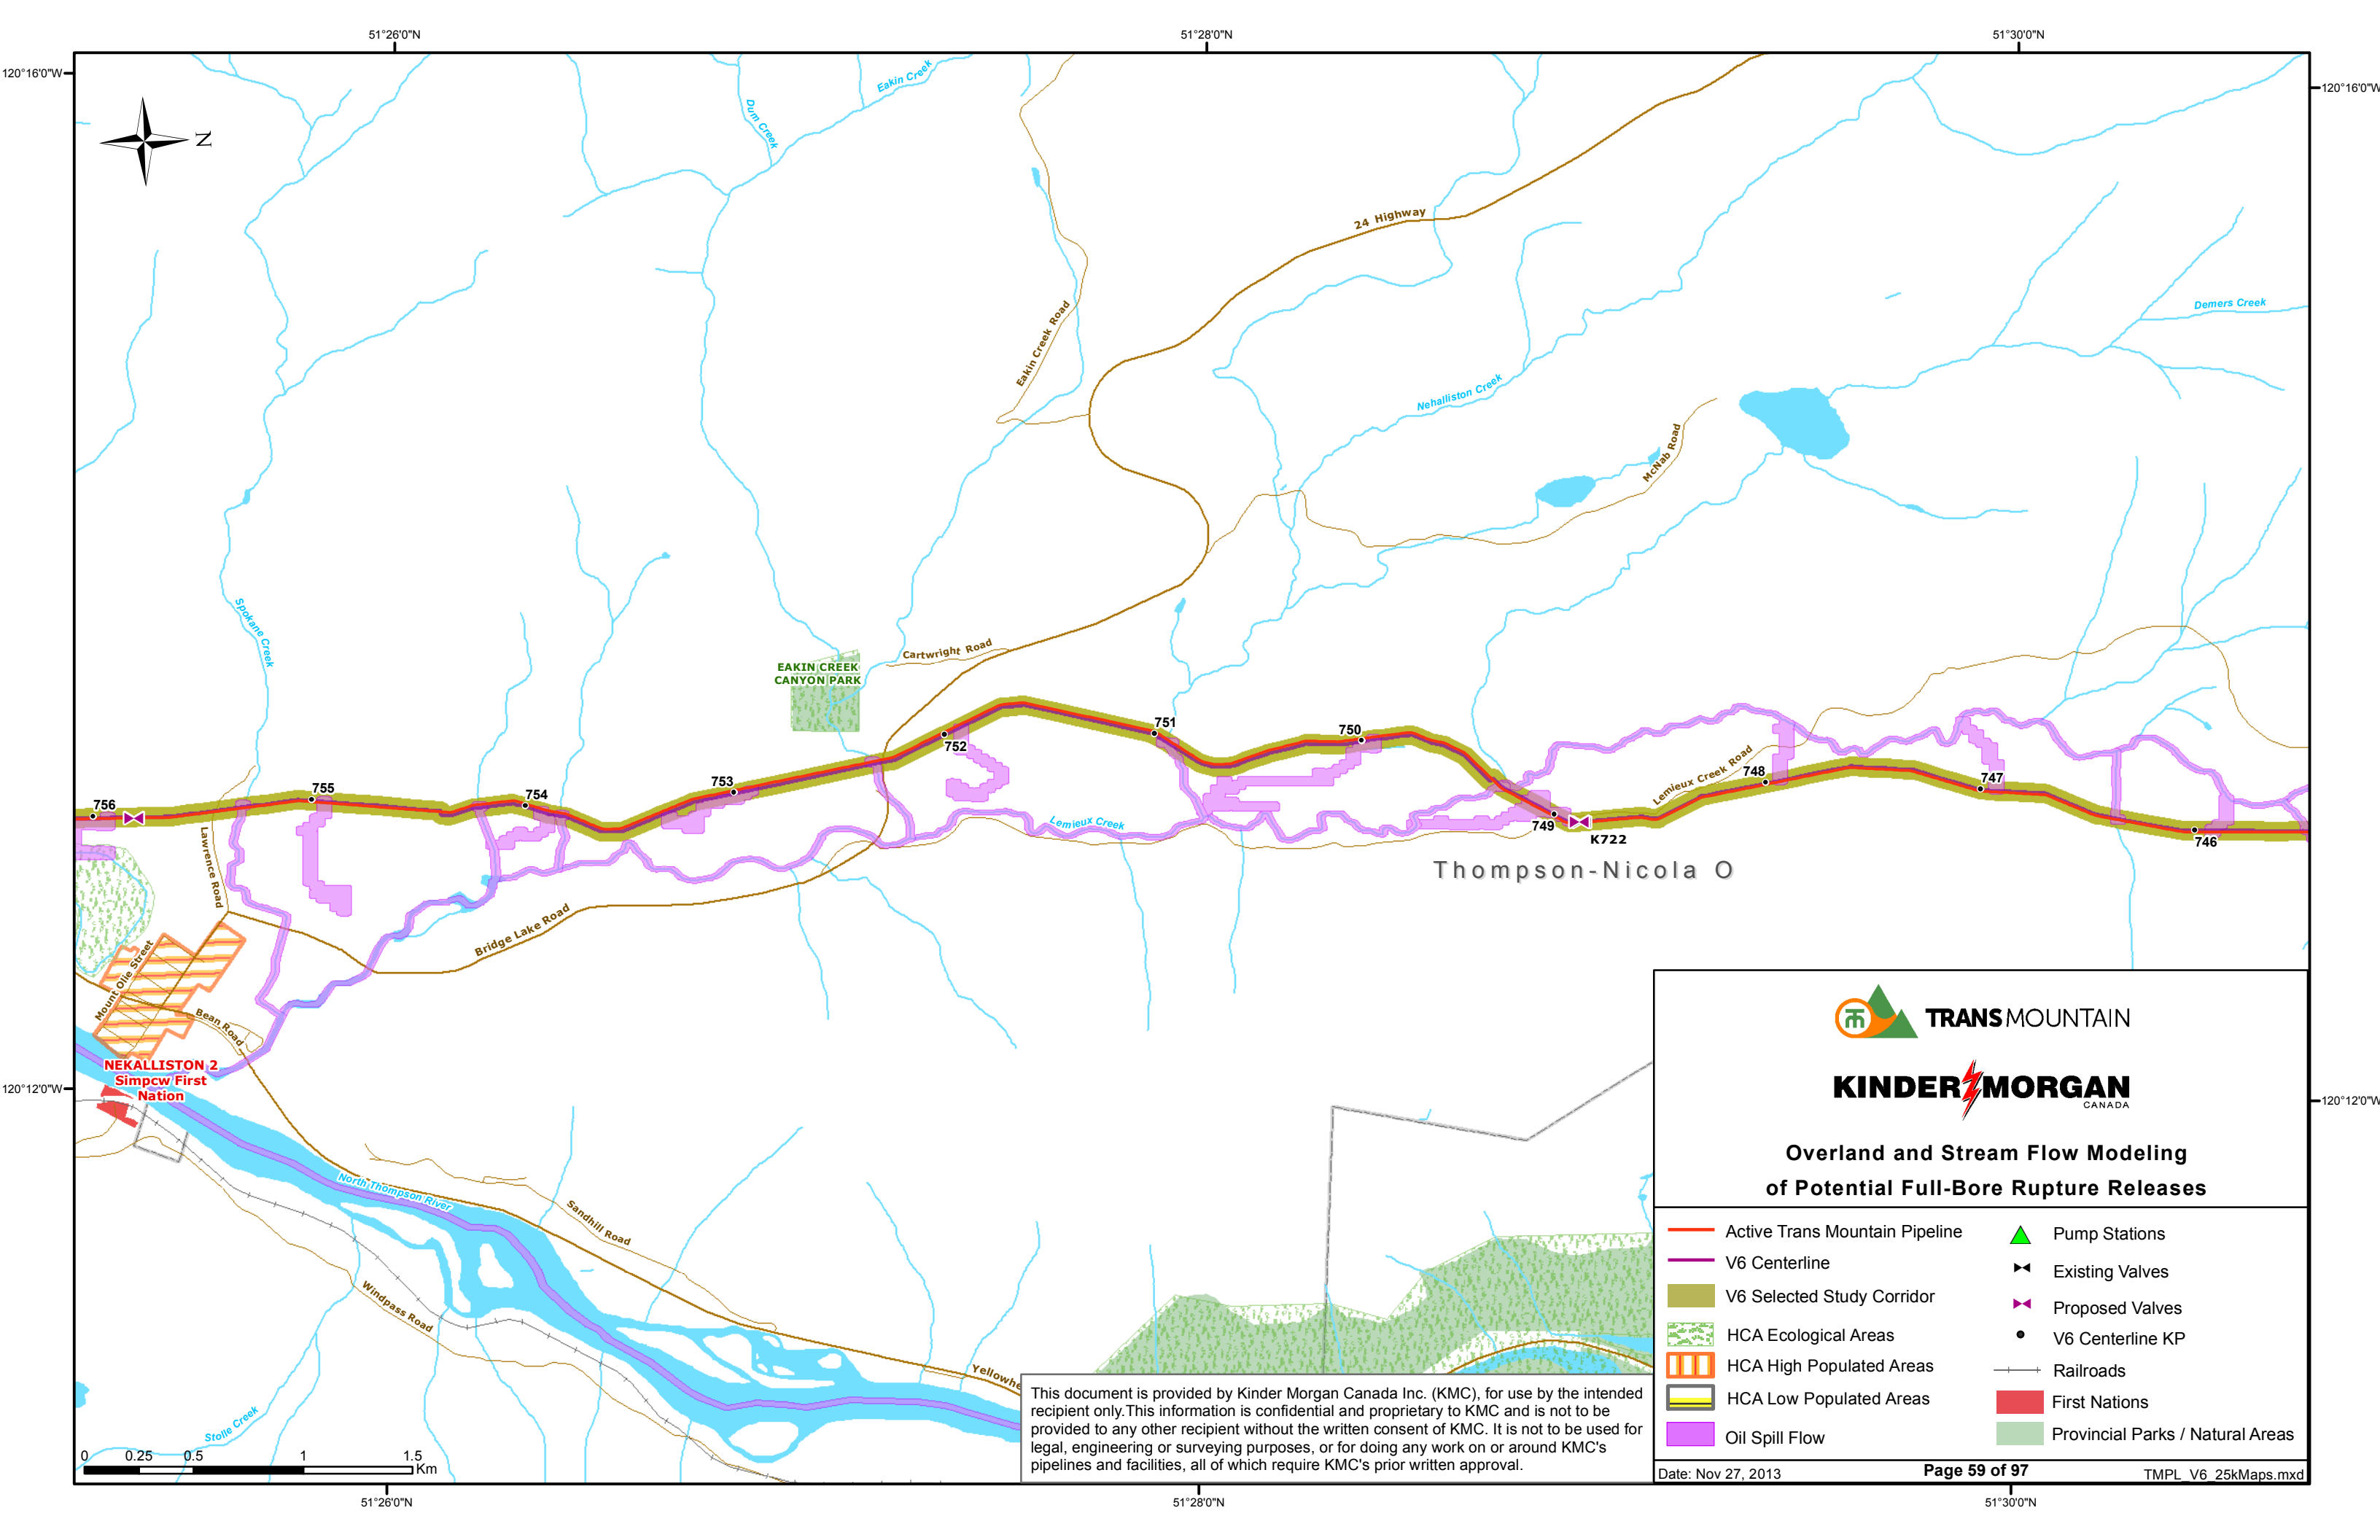 51°26'0"N
51°28'0"N
51°30'0"N
120°16'0"W
120°16'0"W
N
Dum Creek
Eakin Creek
24 Highway
Demers Creek
Eakin Creek Road
Nehalliston Creek
McNab Road
Spokane Creek
Cartwright Road
EAKIN CREEK
CANYON PARK
756
755
754
753
752
751
750
749
K722
748
747
746
Lemieux Creek Road
Lemieux Creek
Thompson-Nicola O
Lawrence Road
Bridge Lake Road
Mount Olie Street
Bean Road
NEKALLISTON 2
Simpcw First
Nation
120°12'0"W
120°12'0"W
North Thompson River
Sandhill Road
Windpass Road
Stolle Creek
Yellowhe
0 0.25 0.5 1 1.5
Km
This document is provided by Kinder Morgan Canada Inc. (KMC), for use by the intended
recipient only.This information is confidential and proprietary to KMC and is not to be
provided to any other recipient without the written consent of KMC. It is not to be used for
legal, engineering or surveying purposes, or for doing any work on or around KMC's
pipelines and facilities, all of which require KMC's prior written approval.
TRANSMOUNTAIN
KINDER MORGAN
CANADA
Overland and Stream Flow Modeling
of Potential Full-Bore Rupture Releases
Active Trans Mountain Pipeline
V6 Centerline
V6 Selected Study Corridor
HCA Ecological Areas
HCA High Populated Areas
HCA Low Populated Areas
Oil Spill Flow
Pump Stations
Existing Valves
Proposed Valves
V6 Centerline KP
Railroads
First Nations
Provincial Parks / Natural Areas
Date: Nov 27, 2013
Page 59 of 97
TMPL_V6_25kMaps.mxd
51°26'0"N
51°28'0"N
51°30'0"N